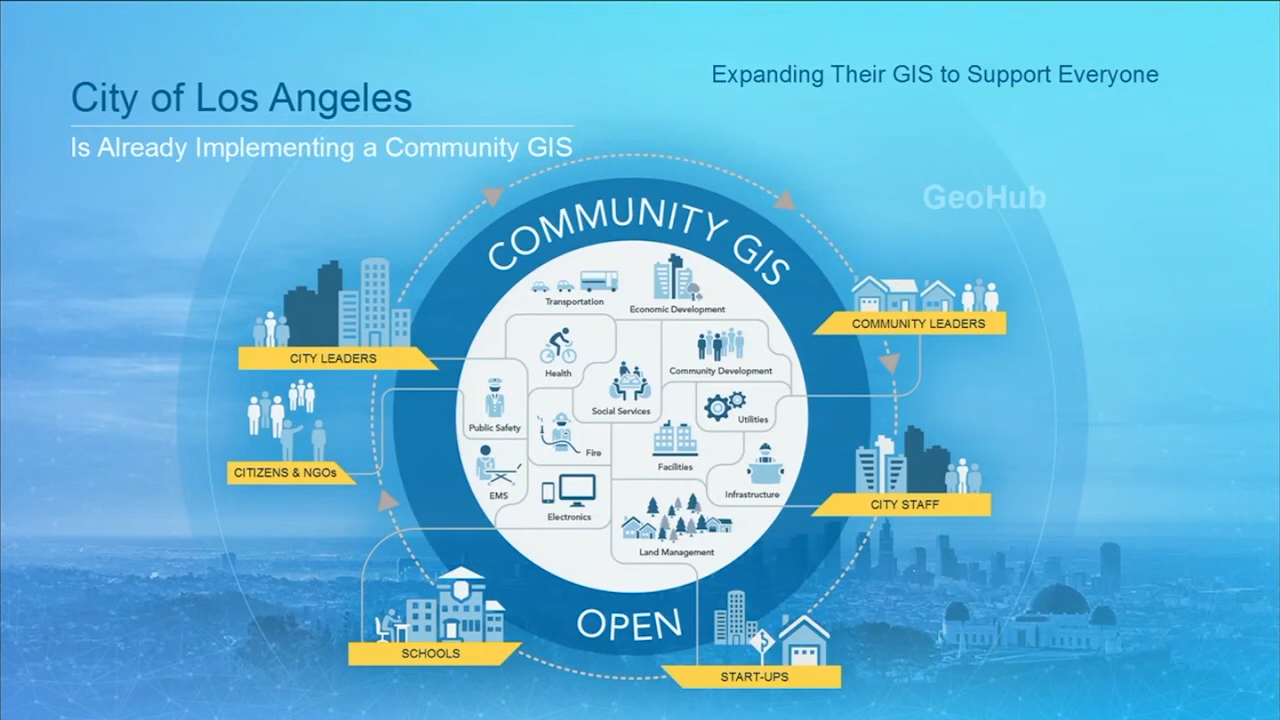 City of Los Angeles
Expanding Their GIS to Support Everyone
Is Already Implementing a Community GIS
GeoHub
COMMUNITY GIS
Transportation
Economic Development
COMMUNITY LEADERS
CITY LEADERS
Health
Community Development
Social Services
Public Safety
Utilities
Fire
Facilities
CITIZENS & NGOs
EMS
Infrastructure
CITY STAFF
Electronics
Land Management
OPEN
SCHOOLS
START-UPS